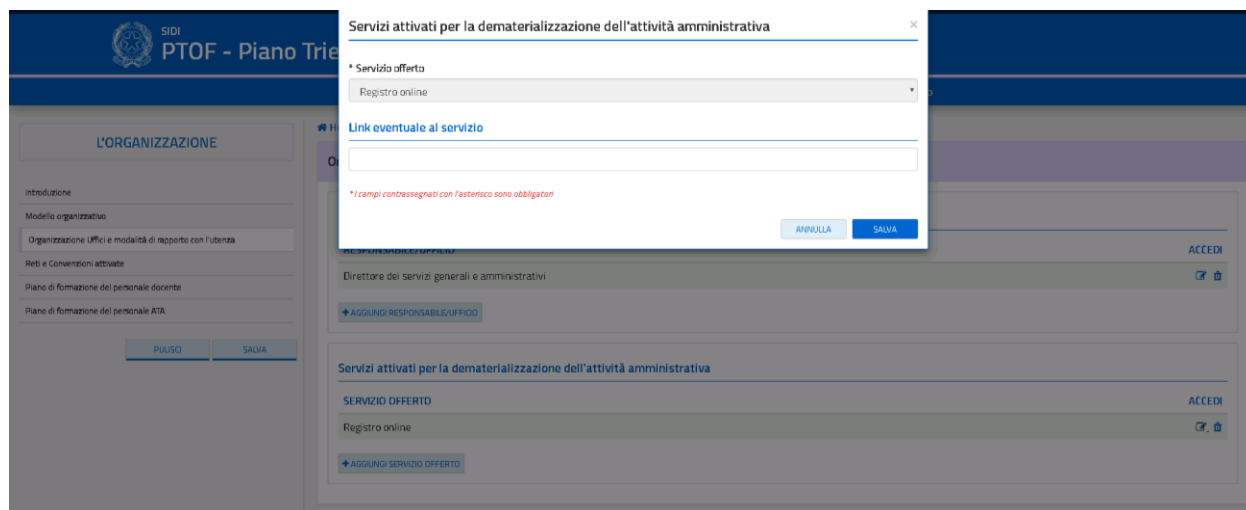 SIDI
PTOF - Piano Trie
Servizi attivati per la dematerializzazione dell'attività amministrativa
×
* Servizio offerto
Registro online
Link eventuale al servizio
*I campi contrassegnati con l'asterisco sono obbligatori
ANNULLA
SALVA
L'ORGANIZZAZIONE
Introduzione
Modello organizzativo
Organizzazione Uffici e modalità di rapporto con l'utenza
Reti e Convenzioni attivate
Piano di formazione del personale docente
Piano di formazione del personale ATA
PULISCI
SALVA
RESPONSABILE/UFFICIO
ACCEDI
Direttore dei servizi generali e amministrativi
+ AGGIUNGI RESPONSABILE/UFFICIO
Servizi attivati per la dematerializzazione dell'attività amministrativa
SERVIZIO OFFERTO
ACCEDI
Registro online
+ AGGIUNGI SERVIZIO OFFERTO